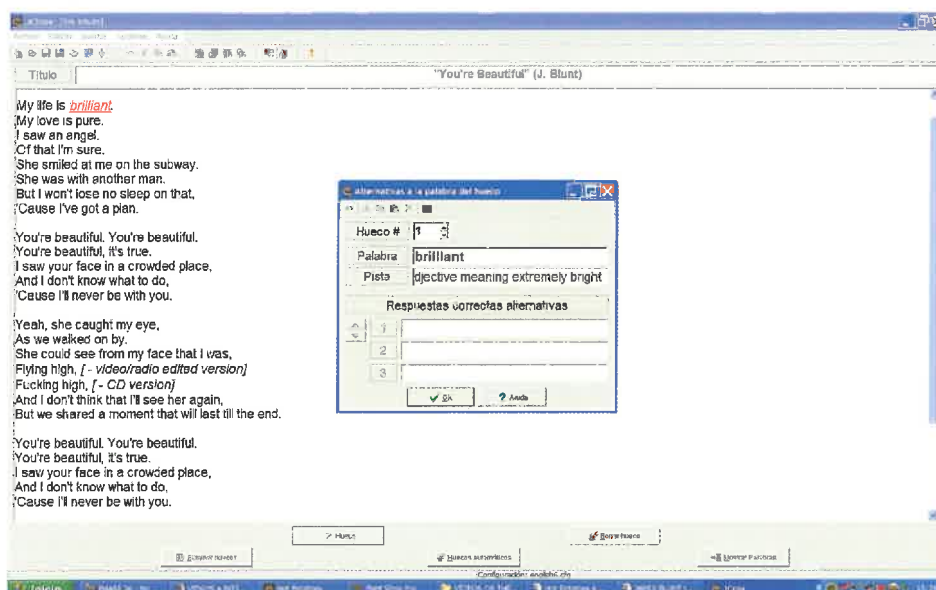 JCloze: [
Título "You're Beautiful" (J. Blunt)
My life is brilliant.
My love is pure.
I saw an angel.
Of that I'm sure.
She smiled at me on the subway.
She was with another man.
But I won't lose no sleep on that,
'Cause I've got a plan.
You're beautiful. You're beautiful.
You're beautiful, it's true.
I saw your face in a crowded place,
And I don't know what to do,
'Cause I'll never be with you.
Yeah, she caught my eye,
As we walked on by.
She could see from my face that I was,
Flying high, [ - video/radio edited version]
Fucking high, [ - CD version]
And I don't think that I'll see her again,
But we shared a moment that will last till the end.
You're beautiful. You're beautiful.
You're beautiful, it's true.
I saw your face in a crowded place,
And I don't know what to do,
'Cause I'll never be with you.
Alternativas a la palabra del hueco
Hueco # 1
Palabra brilliant
Pista djective meaning extremely bright
Respuestas correctas alternativas
1
2
3
Ok
? Ayuda
Hueco
Borrar hueco
Huecos automáticos
Mostrar Palabras
Configuración: english6.cfg